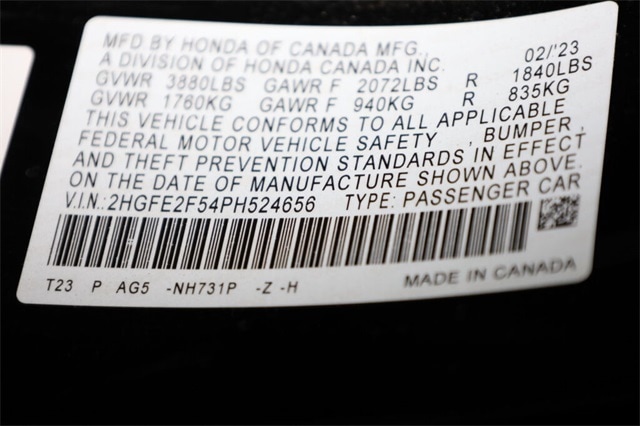 MFD BY HONDA OF CANADA MFG.
A DIVISION OF HONDA CANADA INC. 02/'23
GVWR 3880LBS GAWR F 2072LBS R 1840LBS
GVWR 1760KG GAWR F 940KG R 835KG
THIS VEHICLE CONFORMS TO ALL APPLICABLE
FEDERAL MOTOR VEHICLE SAFETY , BUMPER ,
AND THEFT PREVENTION STANDARDS IN EFFECT
ON THE DATE OF MANUFACTURE SHOWN ABOVE.
V.I.N.:2HGFE2F54PH524656 TYPE: PASSENGER CAR
T23 P AG5 -NH731P -Z -H MADE IN CANADA